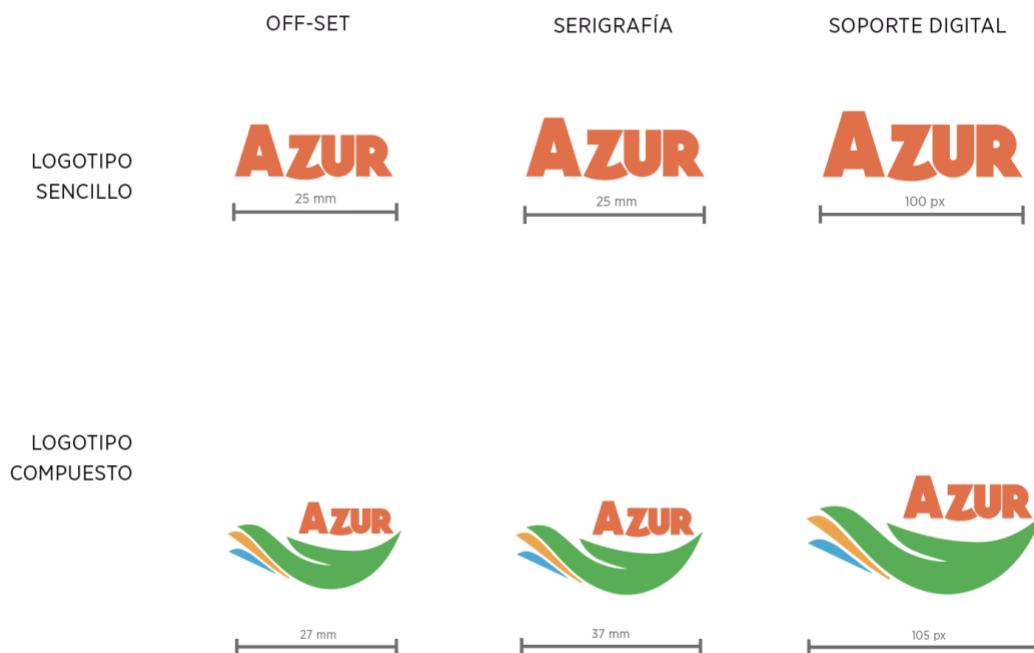 OFF-SET SERIGRAFÍA SOPORTE DIGITAL
AZUR AZUR AZUR
LOGOTIPO
SENCILLO
25 mm 25 mm 100 px
LOGOTIPO
COMPUESTO
AZUR AZUR AZUR
27 mm 37 mm 105 px